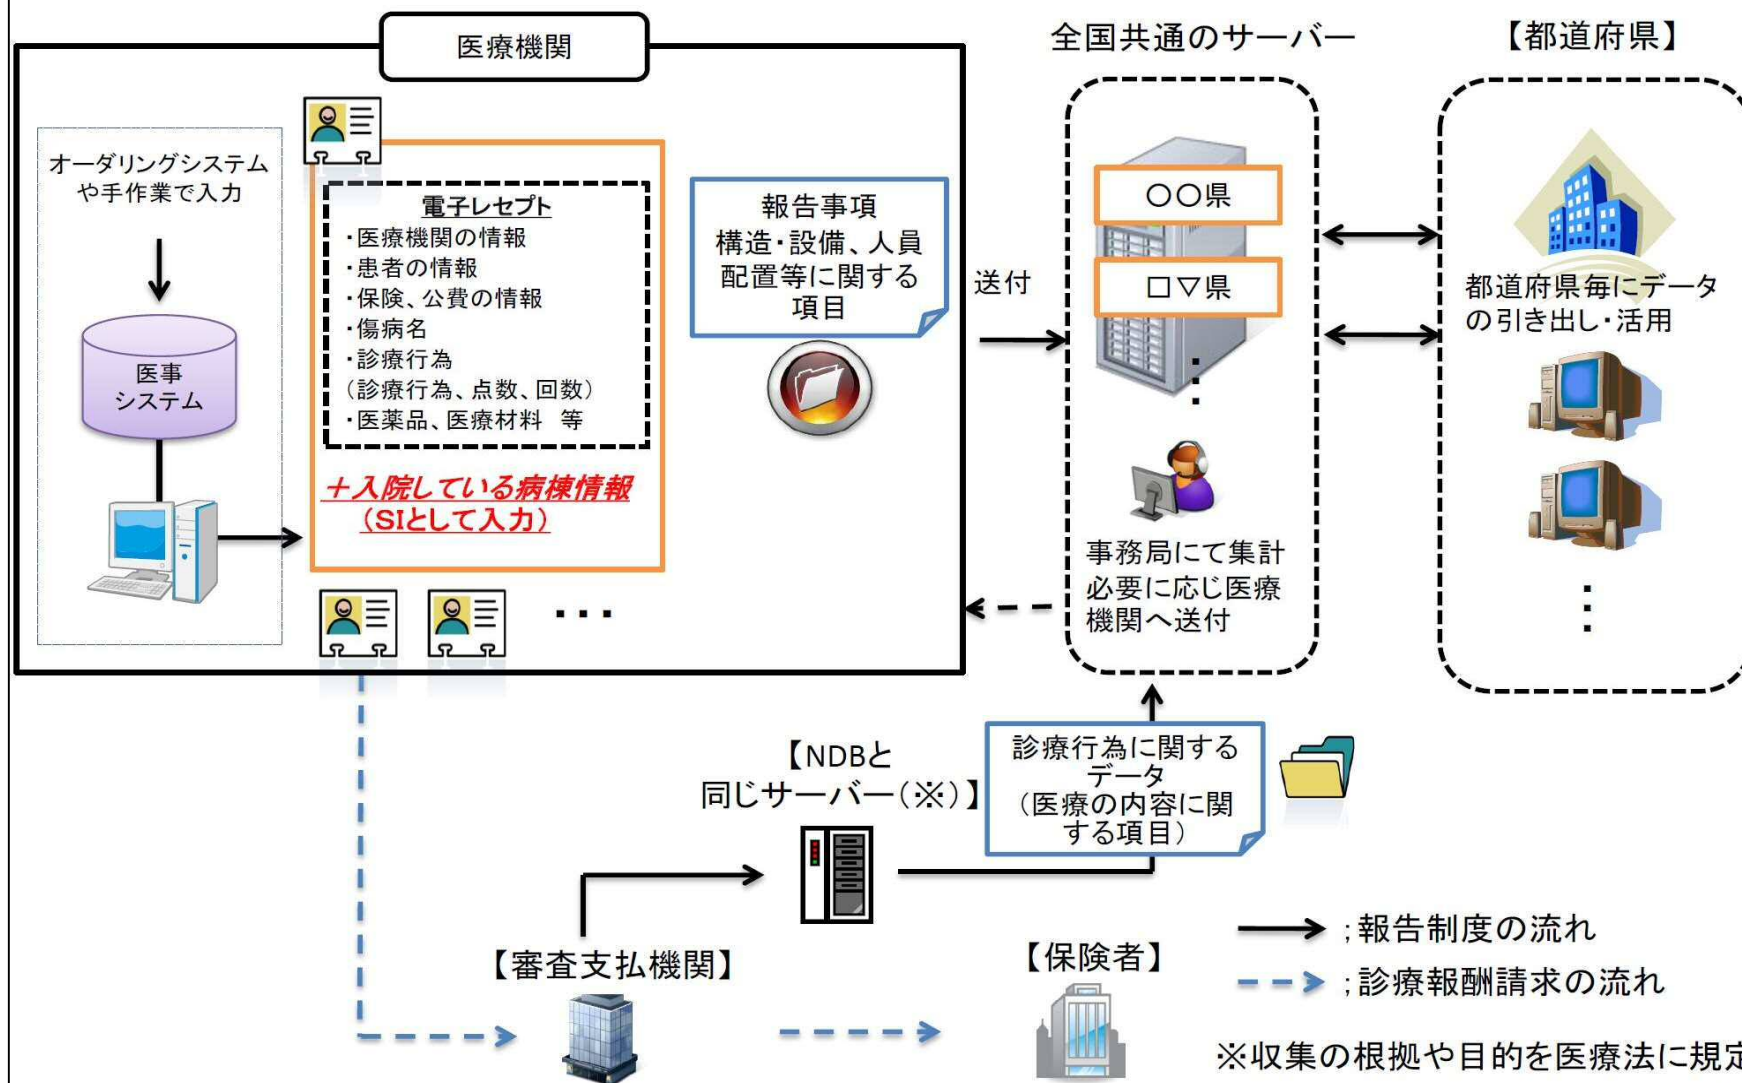 医療機関
オーダリングシステム
や手作業で入力
医事
システム
電子レセプト
・医療機関の情報
・患者の情報
・保険、公費の情報
・傷病名
・診療行為
（診療行為、点数、回数）
・医薬品、医療材料　等
＋入院している病棟情報
（SIとして入力）
・・・
報告事項
構造・設備、人員
配置等に関する
項目
送付
全国共通のサーバー
〇〇県
□▽県
事務局にて集計
必要に応じ医療
機関へ送付
【都道府県】
都道府県毎にデータ
の引き出し・活用
【NDBと
同じサーバー（※）】
診療行為に関する
データ
（医療の内容に関
する項目）
【審査支払機関】
【保険者】
；報告制度の流れ
；診療報酬請求の流れ
※収集の根拠や目的を医療法に規定